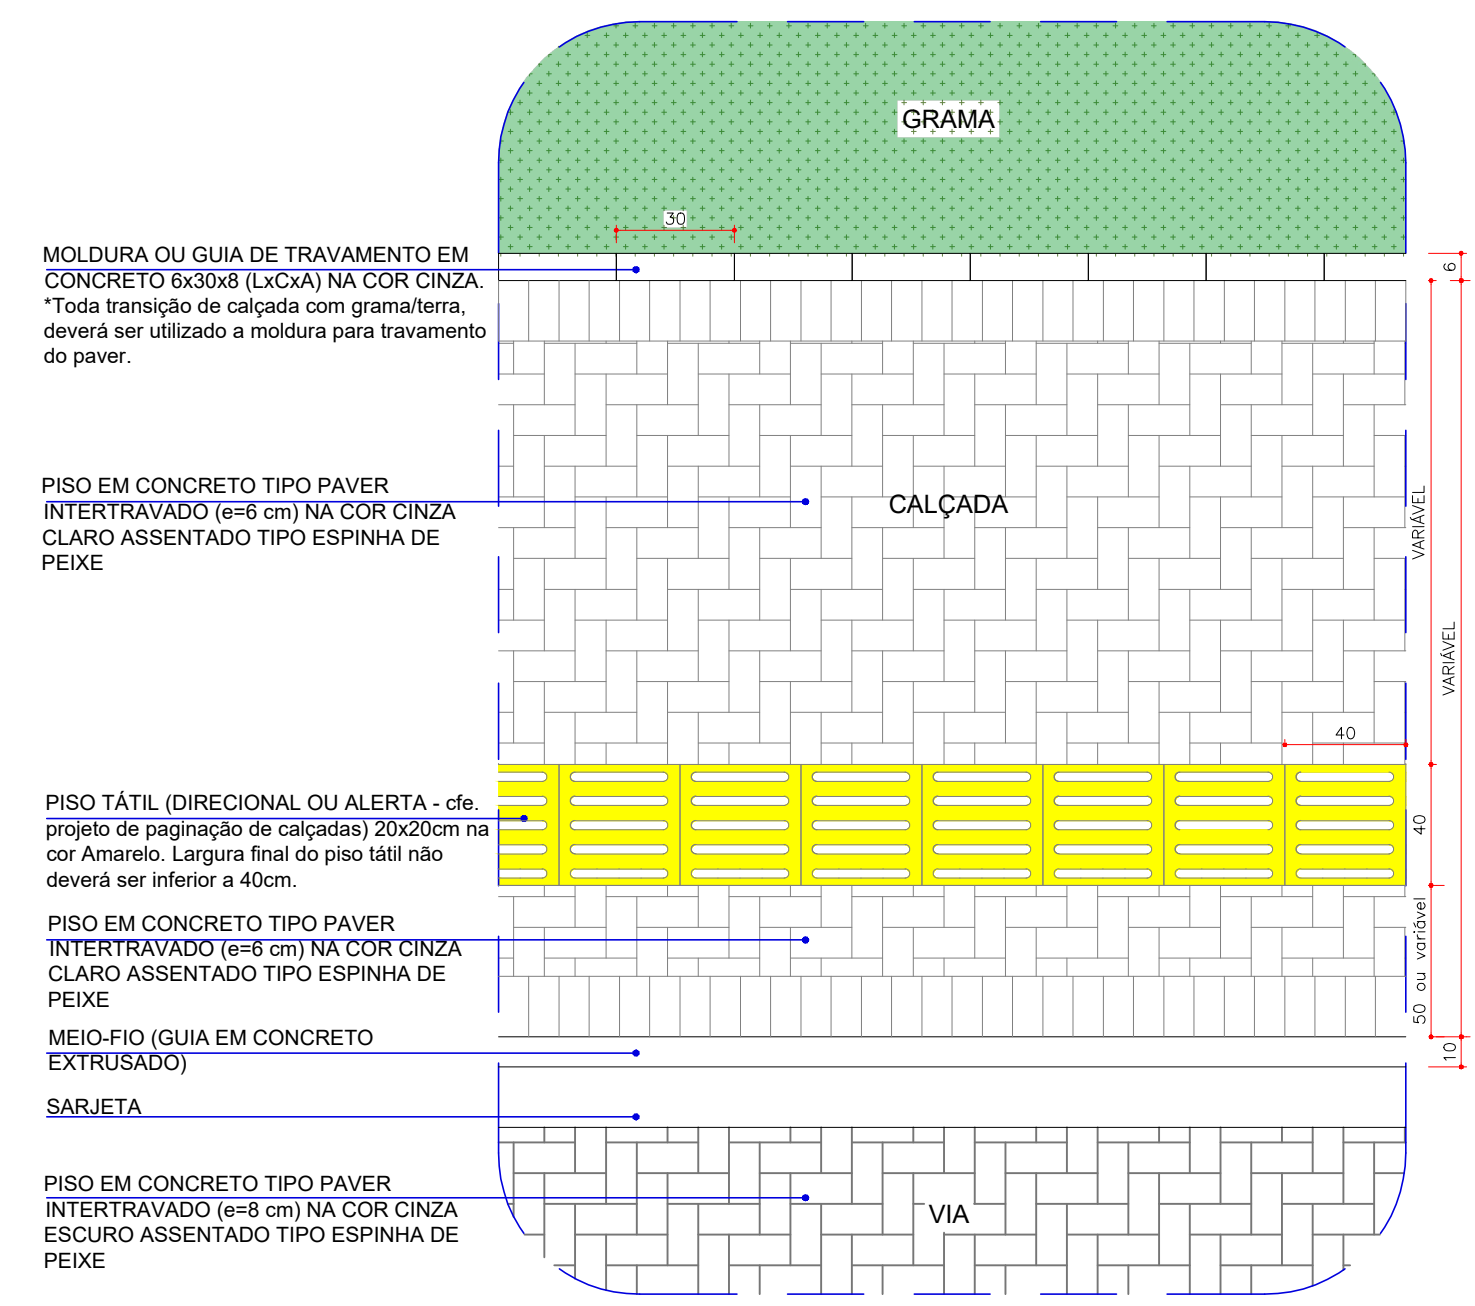 GRAMA
30
MOLDURA OU GUIA DE TRAVAMENTO EM
CONCRETO 6x30x8 (LxCxA) NA COR CINZA.
*Toda transição de calçada com grama/terra,
deverá ser utilizado a moldura para travamento
do paver.
6
PISO EM CONCRETO TIPO PAVER
INTERTRAVADO (e=6 cm) NA COR CINZA
CLARO ASSENTADO TIPO ESPINHA DE
PEIXE
CALÇADA
VARIÁVEL
VARIÁVEL
40
PISO TÁTIL (DIRECIONAL OU ALERTA - cfe.
projeto de paginação de calçadas) 20x20cm na
cor Amarelo. Largura final do piso tátil não
deverá ser inferior a 40cm.
40
PISO EM CONCRETO TIPO PAVER
INTERTRAVADO (e=6 cm) NA COR CINZA
CLARO ASSENTADO TIPO ESPINHA DE
PEIXE
50 ou variável
MEIO-FIO (GUIA EM CONCRETO
EXTRUSADO)
10
SARJETA
PISO EM CONCRETO TIPO PAVER
INTERTRAVADO (e=8 cm) NA COR CINZA
ESCURO ASSENTADO TIPO ESPINHA DE
PEIXE
VIA